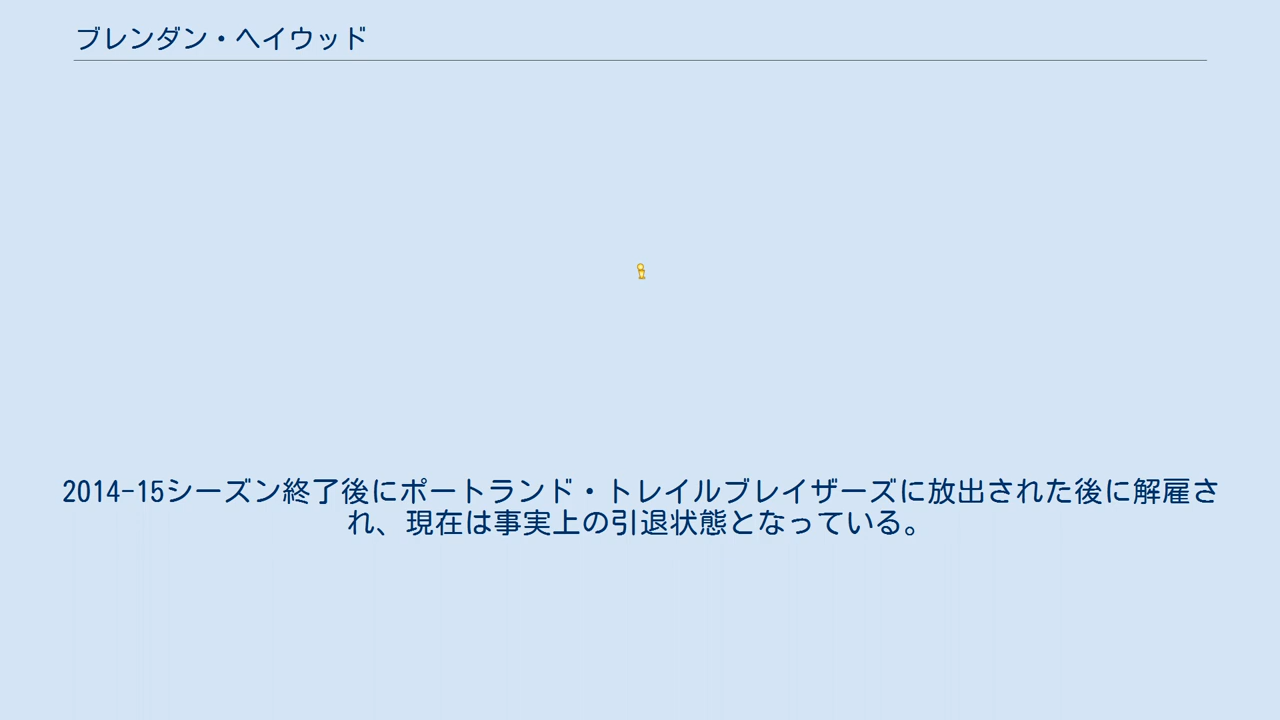 ブレンダン・ヘイウッド
2014-15シーズン終了後にポートランド・トレイルブレイザーズに放出された後に解雇さ
れ、現在は事実上の引退状態となっている。